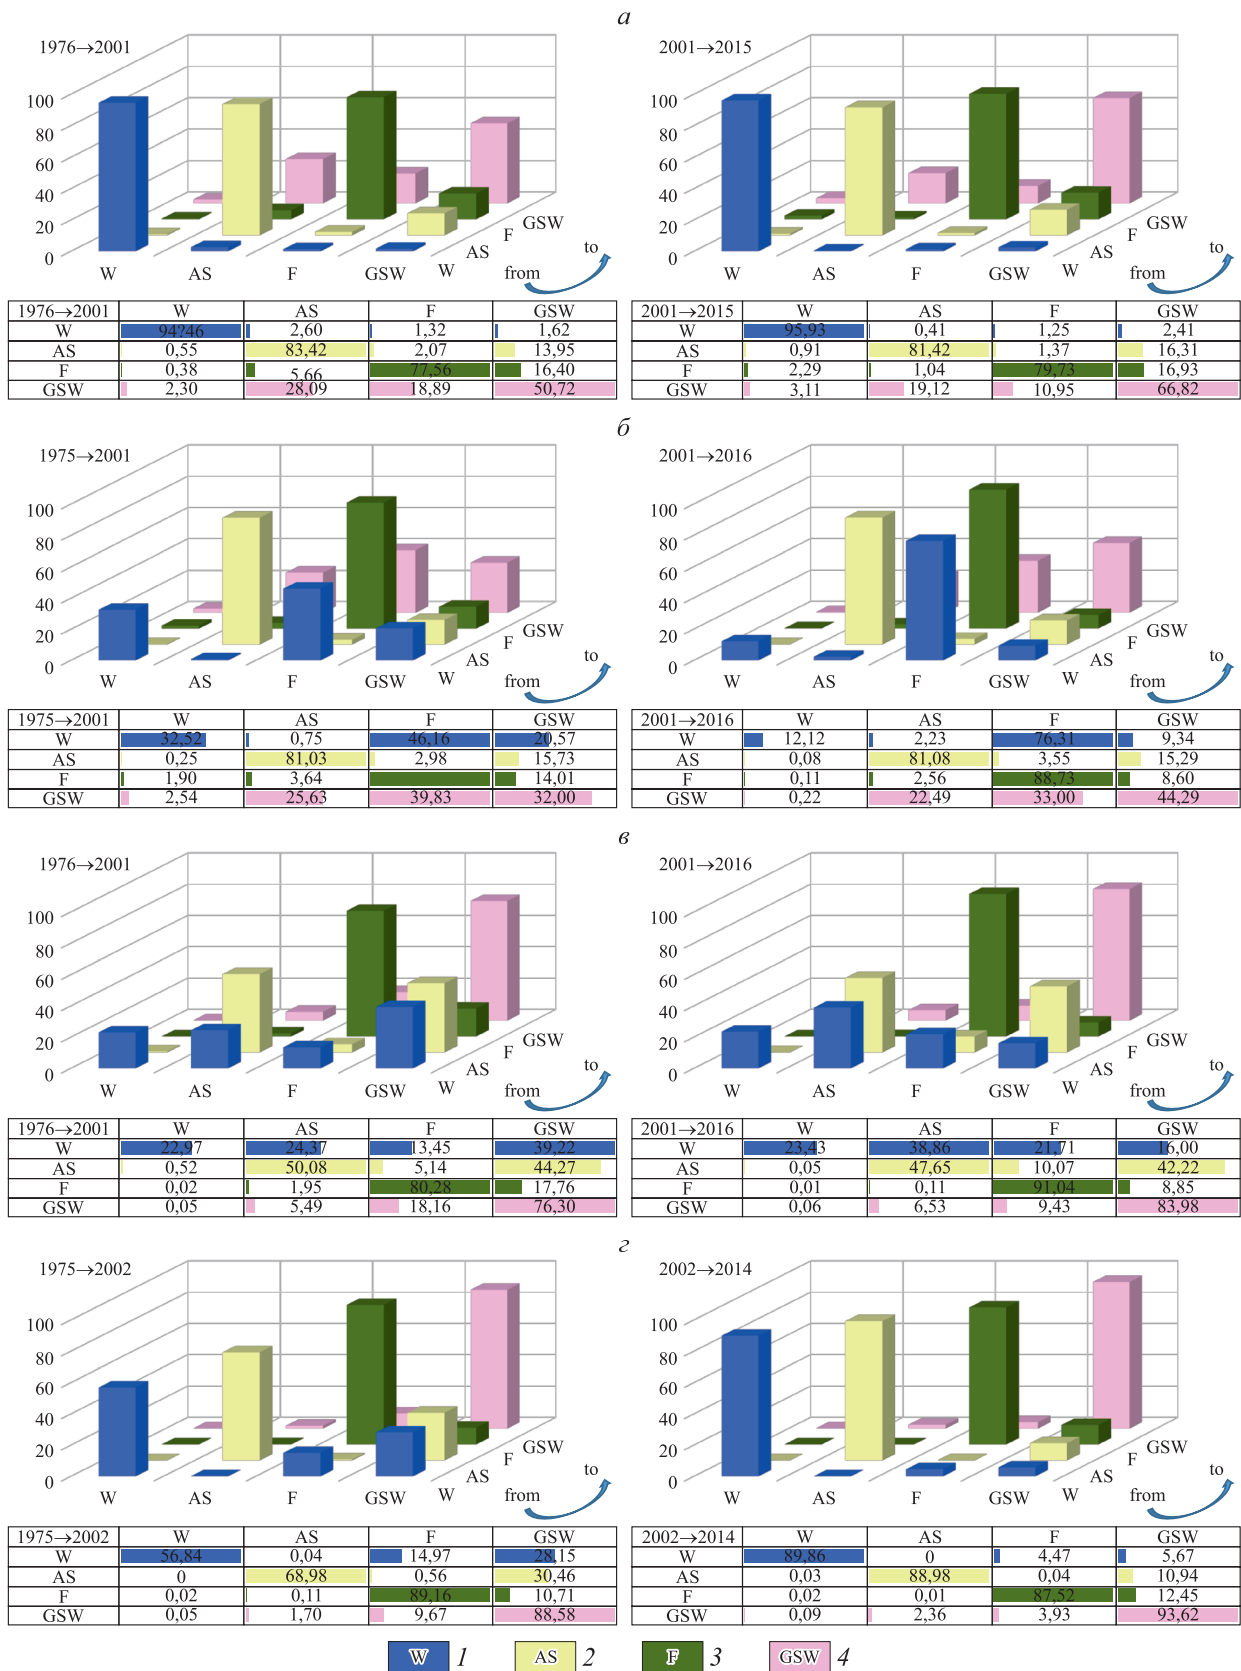 а
1976→2001
100
80
60
40
20
0
W AS F GSW
W AS F GSW
from to
2001→2015
100
80
60
40
20
0
W AS F GSW
W AS F GSW
from to
1976→2001 W AS F GSW
W 94?46 2,60 1,32 1,62
AS 0,55 83,42 2,07 13,95
F 0,38 5,66 77,56 16,40
GSW 2,30 28,09 18,89 50,72
2001→2015 W AS F GSW
W 95,93 0,41 1,25 2,41
AS 0,91 81,42 1,37 16,31
F 2,29 1,04 79,73 16,93
GSW 3,11 19,12 10,95 66,82
б
1975→2001
100
80
60
40
20
0
W AS F GSW
W AS F GSW
from to
2001→2016
100
80
60
40
20
0
W AS F GSW
W AS F GSW
from to
1975→2001 W AS F GSW
W 32,52 0,75 46,16 20,57
AS 0,25 81,03 2,98 15,73
F 1,90 3,64 14,01
GSW 2,54 25,63 39,83 32,00
2001→2016 W AS F GSW
W 12,12 2,23 76,31 9,34
AS 0,08 81,08 3,55 15,29
F 0,11 2,56 88,73 8,60
GSW 0,22 22,49 33,00 44,29
в
1976→2001
100
80
60
40
20
0
W AS F GSW
W AS F GSW
from to
2001→2016
100
80
60
40
20
0
W AS F GSW
W AS F GSW
from to
1976→2001 W AS F GSW
W 22,97 24,37 13,45 39,22
AS 0,52 50,08 5,14 44,27
F 0,02 1,95 80,28 17,76
GSW 0,05 5,49 18,16 76,30
2001→2016 W AS F GSW
W 23,43 38,86 21,71 16,00
AS 0,05 47,65 10,07 42,22
F 0,01 0,11 91,04 8,85
GSW 0,06 6,53 9,43 83,98
г
1975→2002
100
80
60
40
20
0
W AS F GSW
W AS F GSW
from to
2002→2014
100
80
60
40
20
0
W AS F GSW
W AS F GSW
from to
1975→2002 W AS F GSW
W 56,84 0,04 14,97 28,15
AS 0 68,98 0,56 30,46
F 0,02 0,11 89,16 10,71
GSW 0,05 1,70 9,67 88,58
2002→2014 W AS F GSW
W 89,86 0 4,47 5,67
AS 0,03 88,98 0,04 10,94
F 0,02 0,01 87,52 12,45
GSW 0,09 2,36 3,93 93,62
W 1 AS 2 F 3 GSW 4